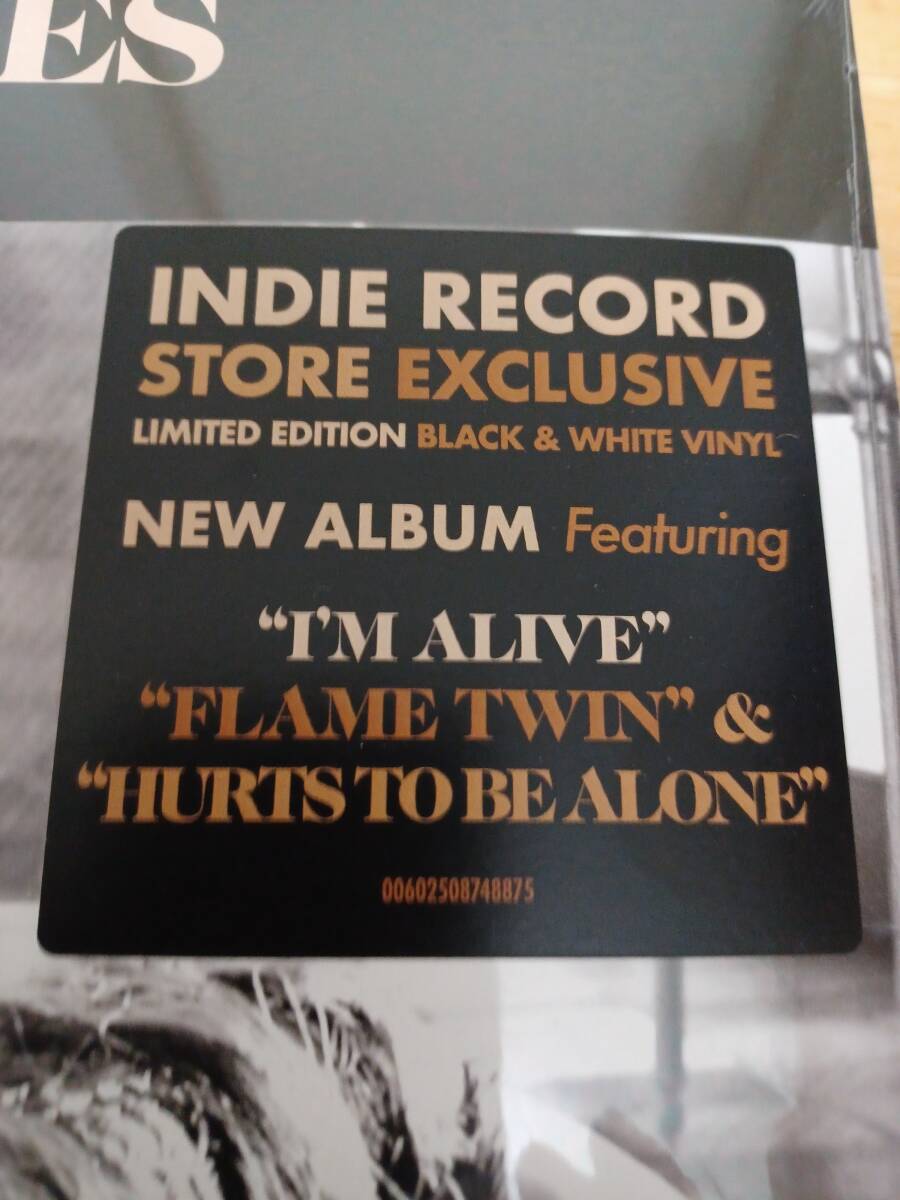 ES
INDIE RECORD
STORE EXCLUSIVE
LIMITED EDITION BLACK & WHITE VINYL
NEW ALBUM Featuring
“I’M ALIVE”
“FLAME TWIN” &
“HURTS TO BE ALONE”
00602508748875